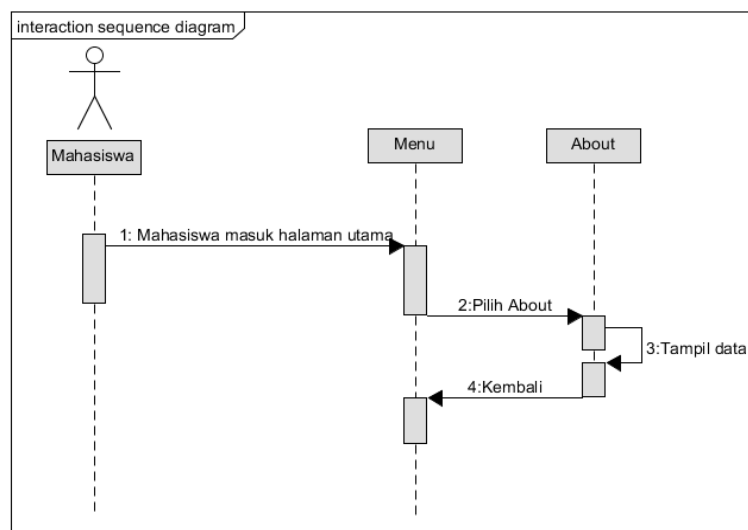 interaction sequence diagram
Mahasiswa
Menu
About
1: Mahasiswa masuk halaman utama
2:Pilih About
3:Tampil data
4:Kembali